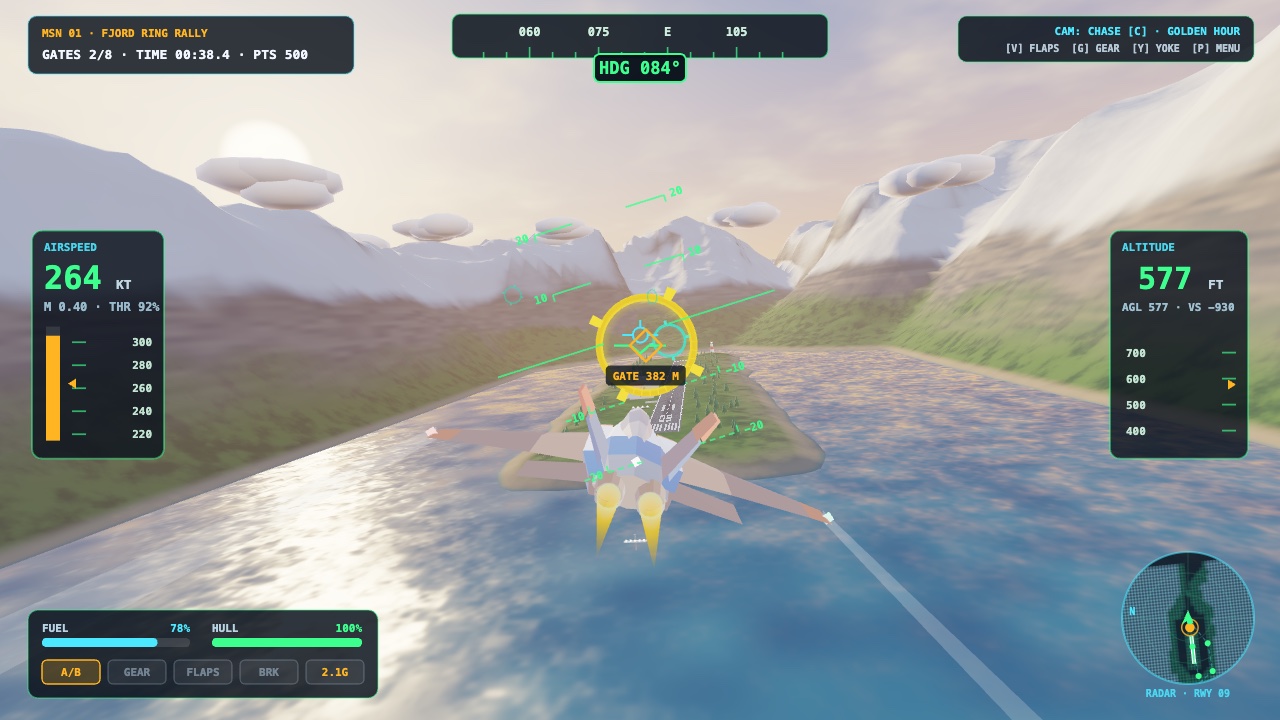 MSN 01 · FJORD RING RALLY
GATES 2/8 · TIME 00:38.4 · PTS 500
060 075 E 105
HDG 084°
CAM: CHASE [C] · GOLDEN HOUR
[V] FLAPS [G] GEAR [Y] YOKE [P] MENU
AIRSPEED
264 KT
M 0.40 · THR 92%
300
280
260
240
220
ALTITUDE
577 FT
AGL 577 · VS −930
700
600
500
400
20
10
GATE 382 M
−10
−10
−20
FUEL 78% HULL 100%
A/B GEAR FLAPS BRK 2.1G
N
RADAR · RWY 09